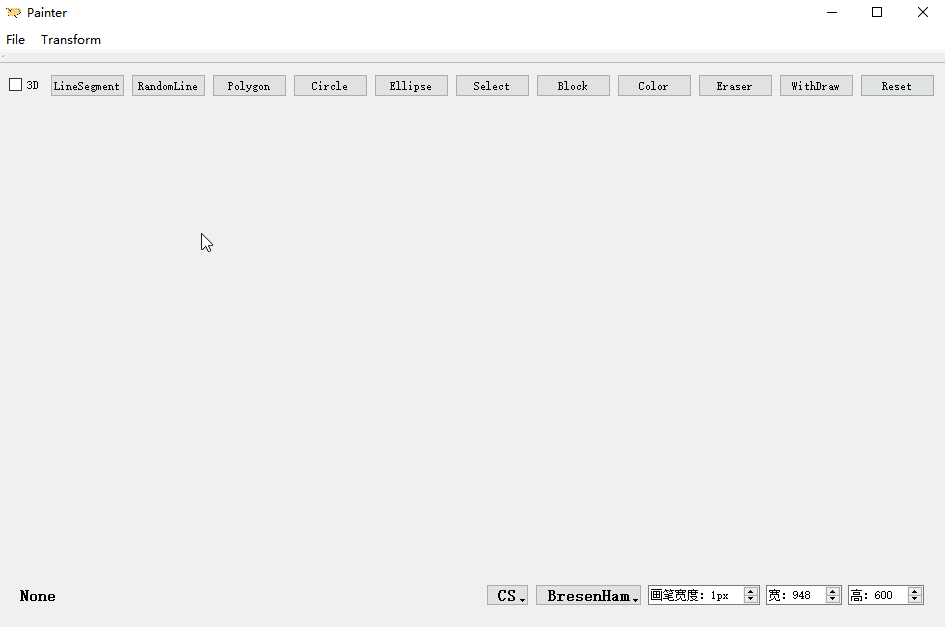 Painter
File Transform
3D LineSegment RandomLine Polygon Circle Ellipse Select Block Color Eraser WithDraw Reset
None CS BresenHam 画笔宽度: 1px 宽: 948 高: 600